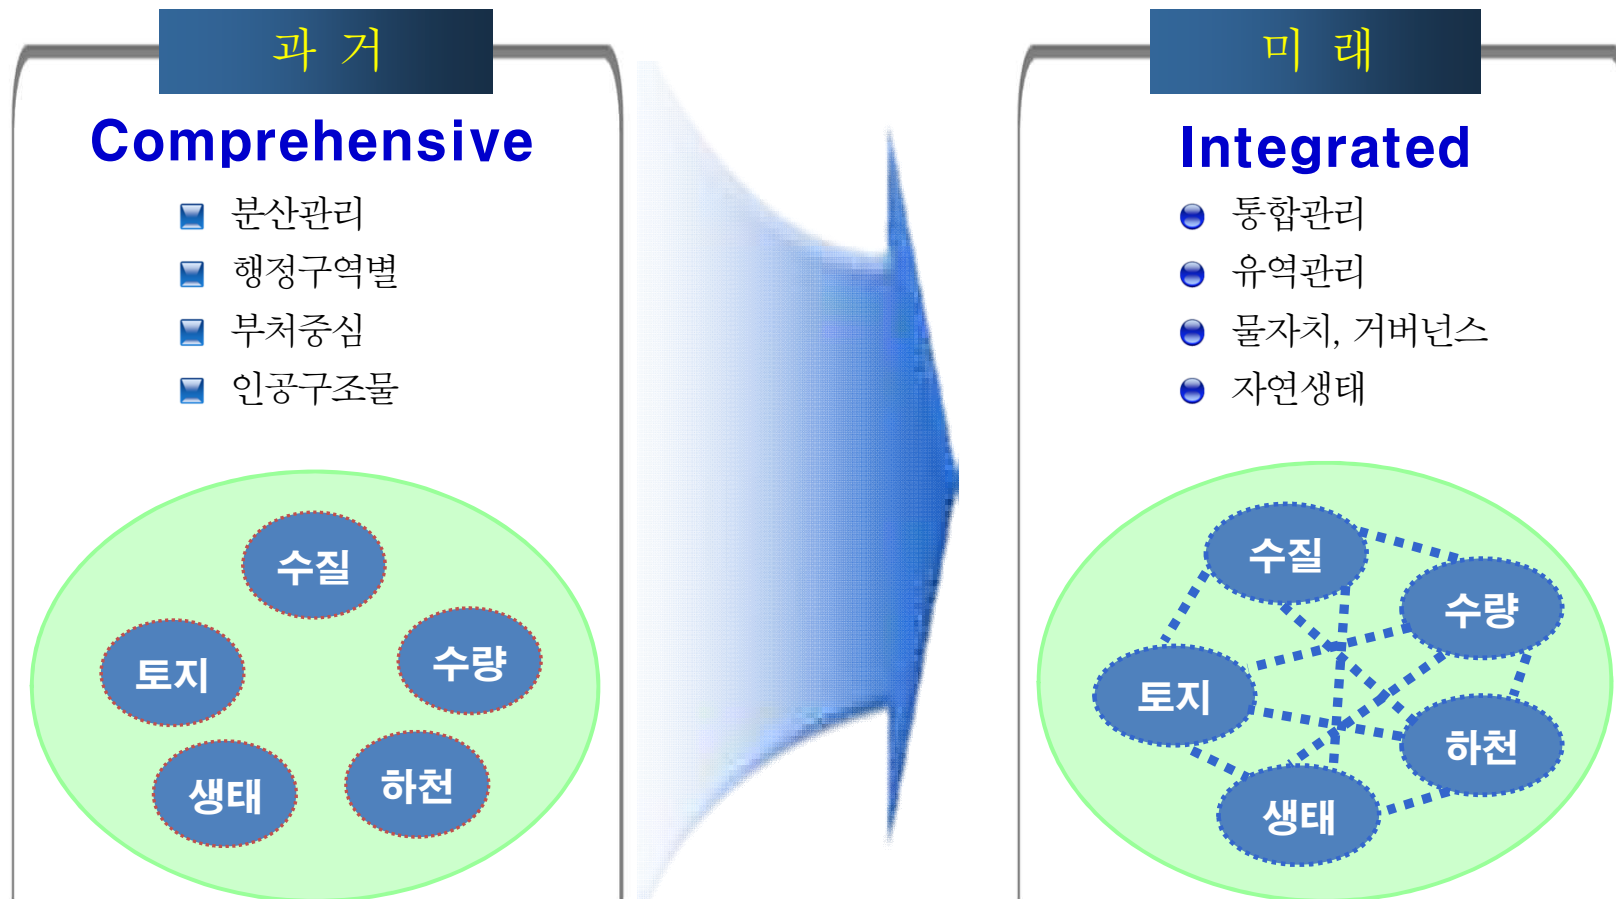 과 거
Comprehensive
분산관리
행정구역별
부처중심
인공구조물
수질
수량
토지
하천
생태
미 래
Integrated
통합관리
유역관리
물자치, 거버넌스
자연생태
수질
수량
토지
하천
생태